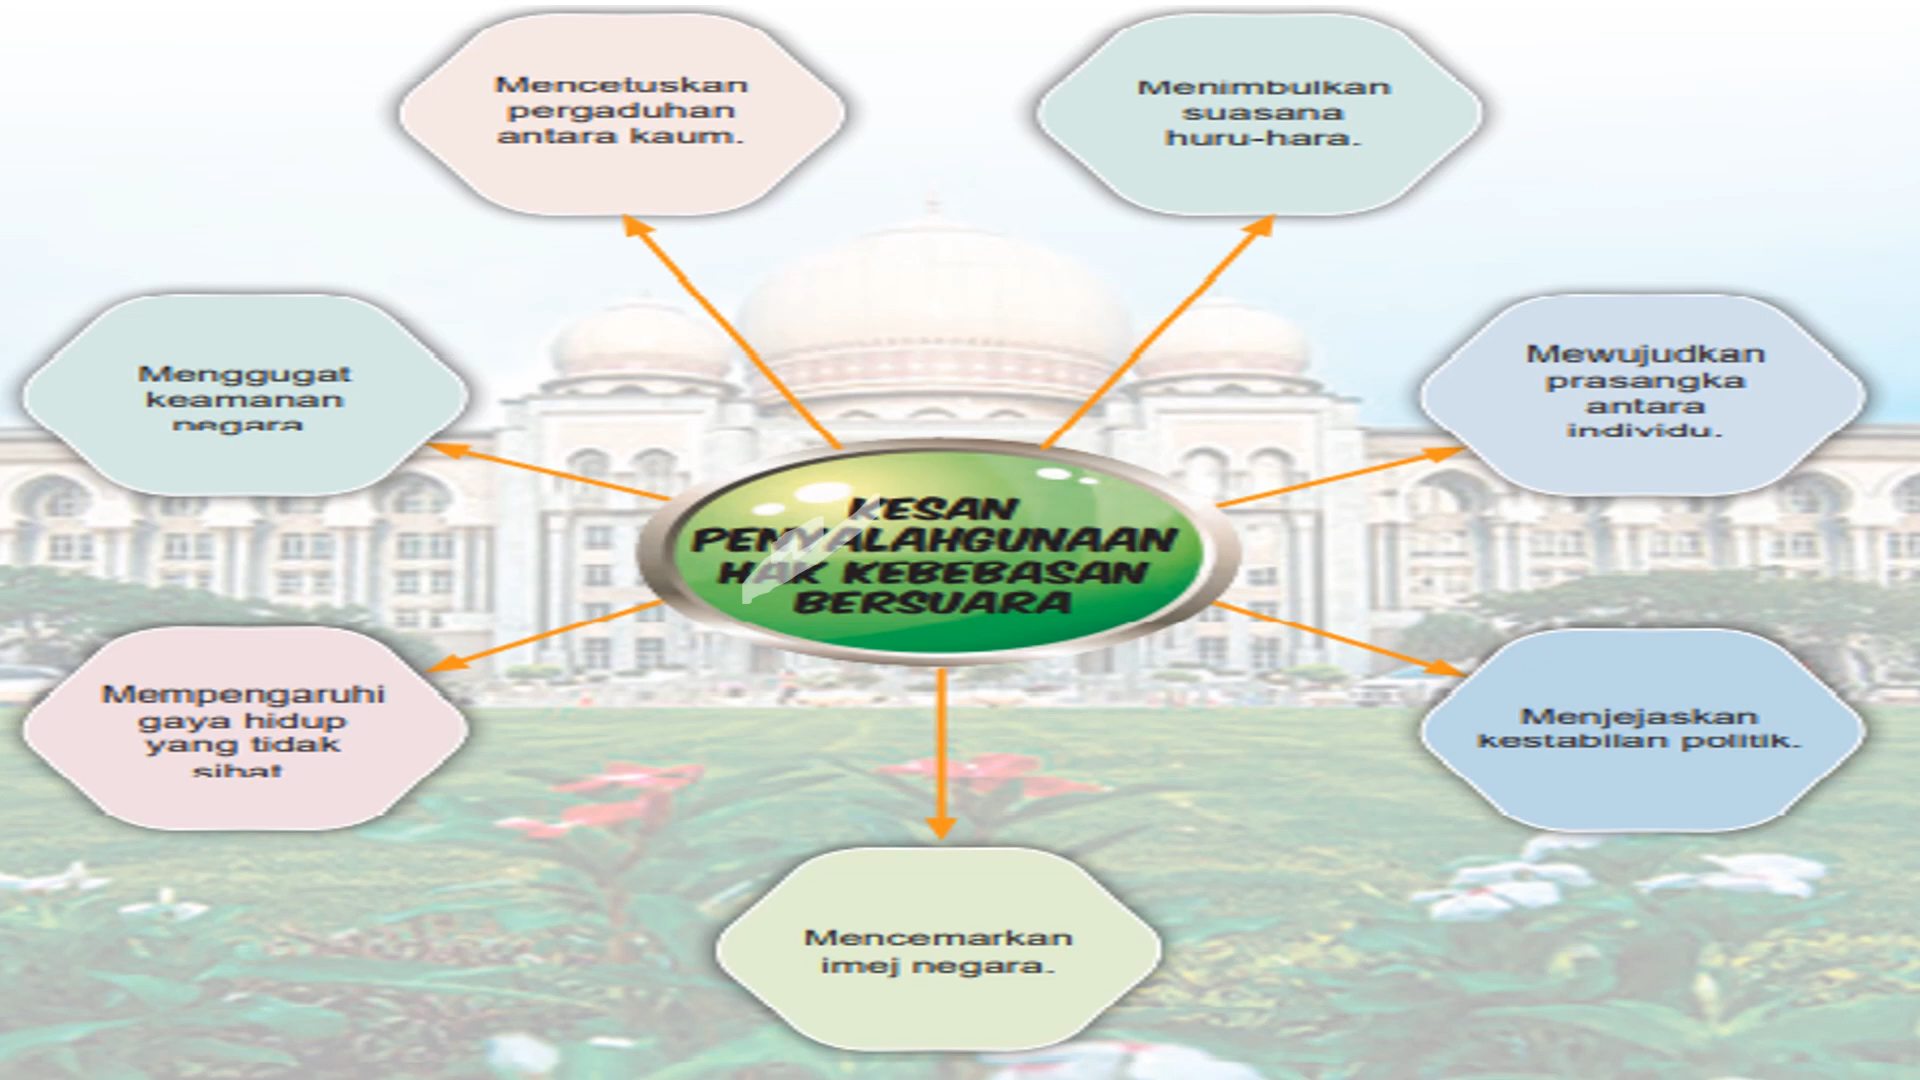 Mencetuskan
pergaduhan
antara kaum.
Menimbulkan
suasana
huru-hara.
Menggugat
keamanan
negara
Mewujudkan
prasangka
antara
individu.
KESAN
PENYALAHGUNAAN
HAK KEBEBASAN
BERSUARA
Mempengaruhi
gaya hidup
yang tidak
sihat
Menjejaskan
kestabilan politik.
Mencemarkan
imej negara.